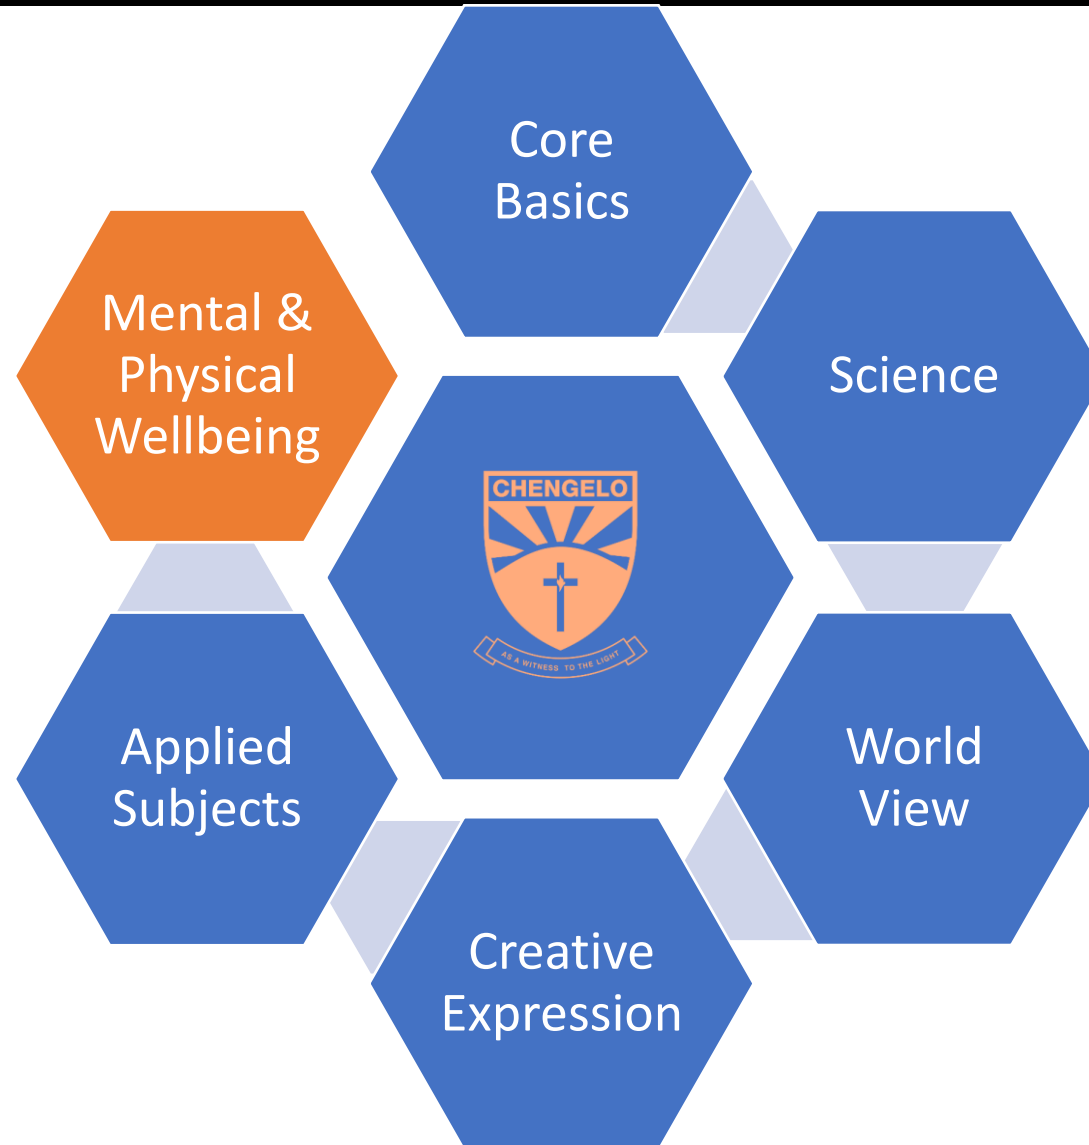 Core
Basics
Science
World
View
Creative
Expression
Applied
Subjects
Mental &
Physical
Wellbeing
CHENGELO
AS A WITNESS TO THE LIGHT